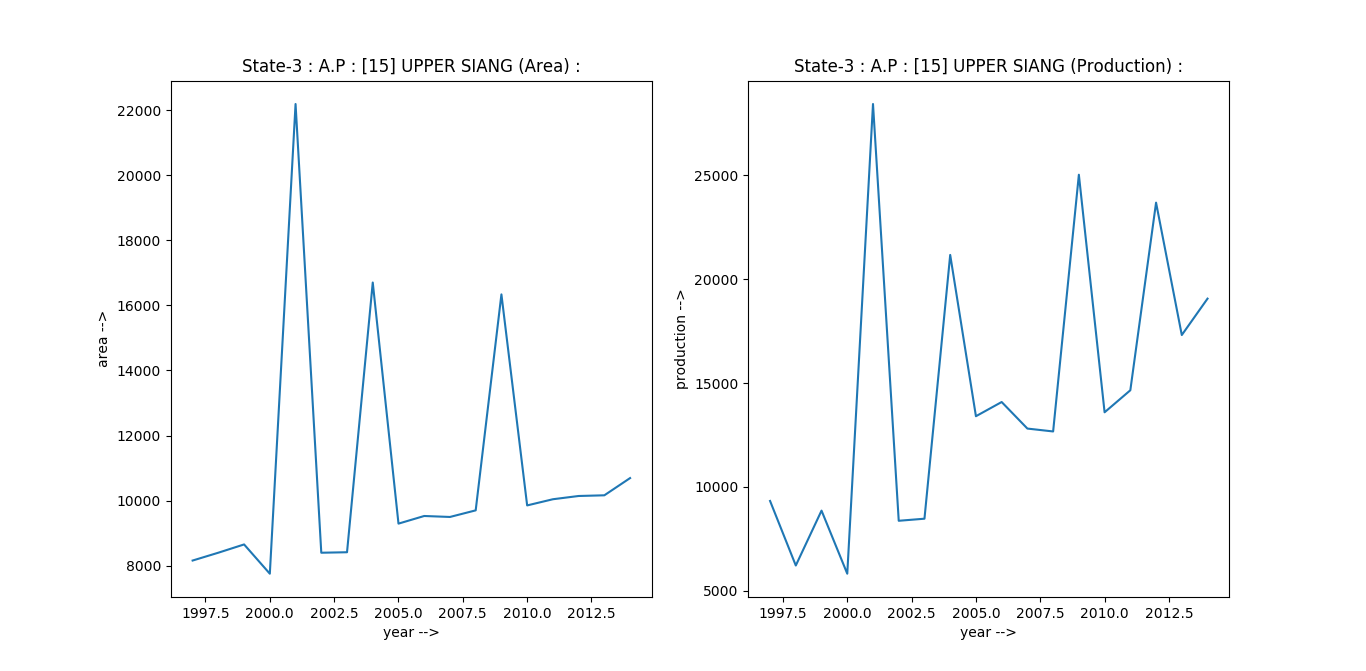 State-3 : A.P : [15] UPPER SIANG (Area) :
22000
20000
18000
16000
14000
12000
10000
8000
area -->
1997.5 2000.0 2002.5 2005.0 2007.5 2010.0 2012.5
year -->
State-3 : A.P : [15] UPPER SIANG (Production) :
25000
20000
15000
10000
5000
production -->
1997.5 2000.0 2002.5 2005.0 2007.5 2010.0 2012.5
year -->